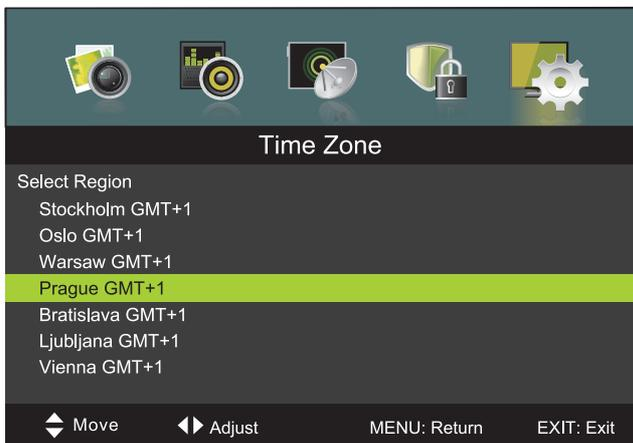 Time Zone
Select Region
Stockholm GMT+1
Oslo GMT+1
Warsaw GMT+1
Prague GMT+1
Bratislava GMT+1
Ljubljana GMT+1
Vienna GMT+1
Move Adjust MENU: Return EXIT: Exit